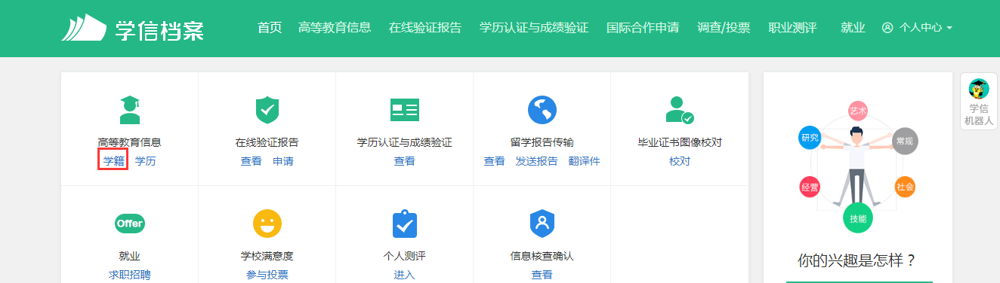 学信档案
首页 高等教育信息 在线验证报告 学历认证与成绩验证 国际合作申请 调查/投票 职业测评 就业 个人中心
高等教育信息
学籍 学历
在线验证报告
查看 申请
学历认证与成绩验证
查看
留学报告传输
查看 发送报告 翻译件
毕业证书图像校对
校对
Offer
就业
求职招聘
学校满意度
参与投票
个人测评
进入
信息核查确认
查看
艺术
研究
常规
经营
社会
技能
你的兴趣是怎样？
学信
机器人